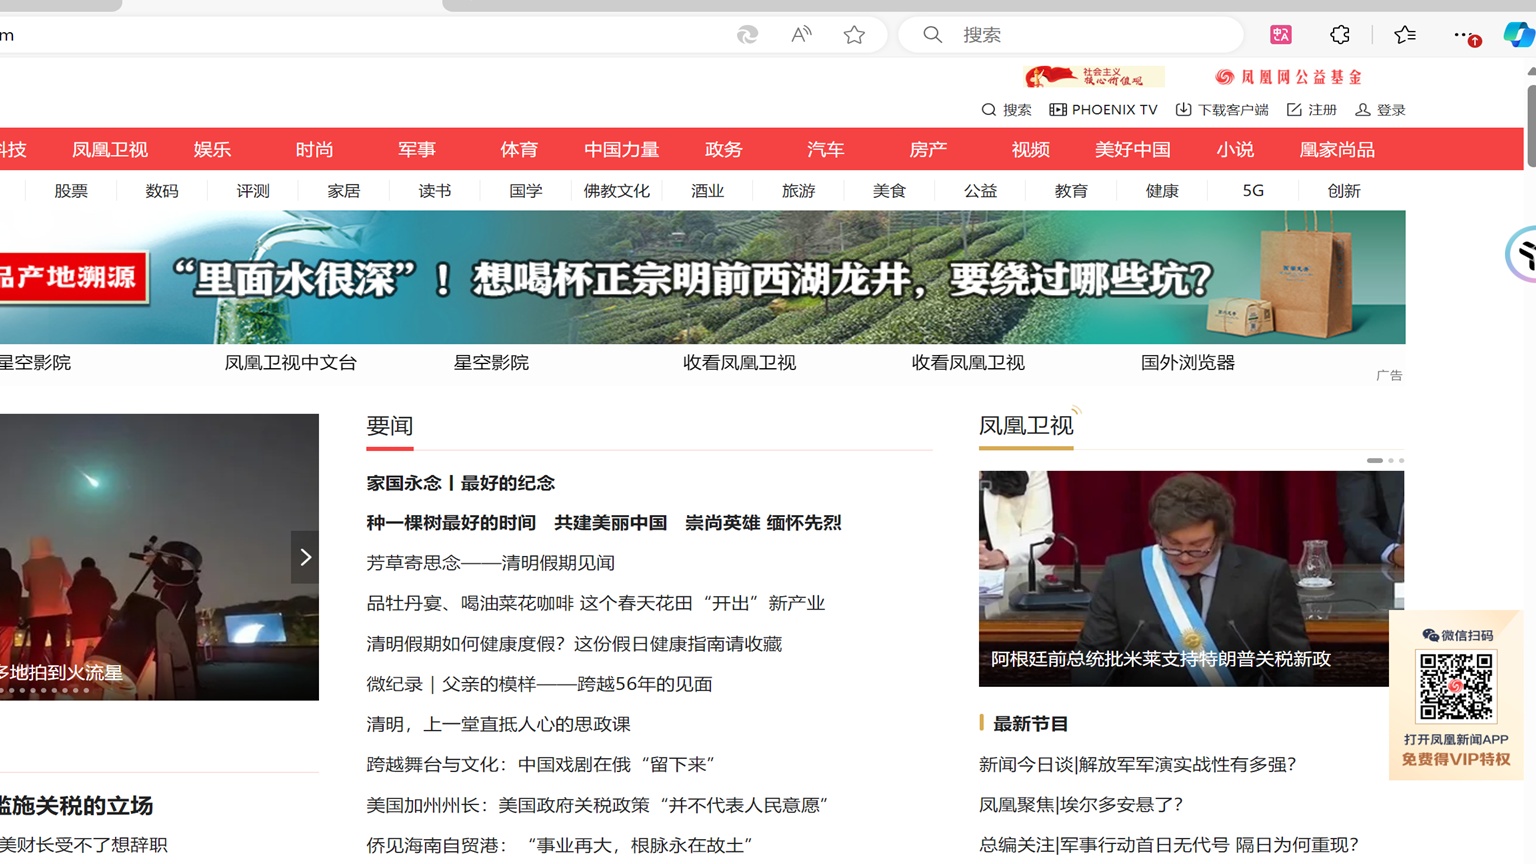 m
搜索
社会主义
核心价值观
凤凰网公益基金
搜索 PHOENIX TV 下载客户端 注册 登录
科技 凤凰卫视 娱乐 时尚 军事 体育 中国力量 政务 汽车 房产 视频 美好中国 小说 凰家尚品
股票 数码 评测 家居 读书 国学 佛教文化 酒业 旅游 美食 公益 教育 健康 5G 创新
品产地溯源 “里面水很深”！想喝杯正宗明前西湖龙井，要绕过哪些坑？
星空影院 凤凰卫视中文台 星空影院 收看凤凰卫视 收看凤凰卫视 国外浏览器
广告
多地拍到火流星
滥施关税的立场
美财长受不了想辞职
要闻
家国永念丨最好的纪念
种一棵树最好的时间 共建美丽中国 崇尚英雄 缅怀先烈
芳草寄思念——清明假期见闻
品牡丹宴、喝油菜花咖啡 这个春天花田“开出”新产业
清明假期如何健康度假？这份假日健康指南请收藏
微纪录｜父亲的模样——跨越56年的见面
清明，上一堂直抵人心的思政课
跨越舞台与文化：中国戏剧在俄“留下来”
美国加州州长：美国政府关税政策“并不代表人民意愿”
侨见海南自贸港：“事业再大，根脉永在故土”
凤凰卫视
阿根廷前总统批米莱支持特朗普关税新政
最新节目
新闻今日谈|解放军军演实战性有多强？
凤凰聚焦|埃尔多安悬了？
总编关注|军事行动首日无代号 隔日为何重现？
微信扫码
打开凤凰新闻APP
免费得VIP特权